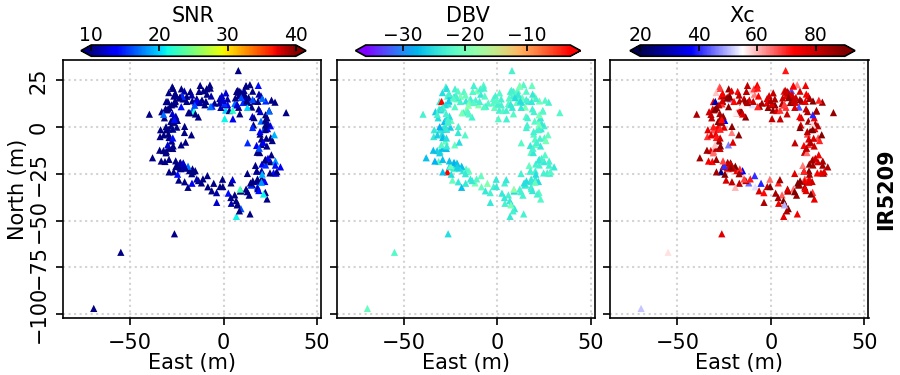 SNR DBV Xc
10 20 30 40 −30 −20 −10 20 40 60 80
25
0
−25
−50
−75
−100
North (m)
−50 0 50 −50 0 50 −50 0 50
East (m) East (m) East (m)
IR5209